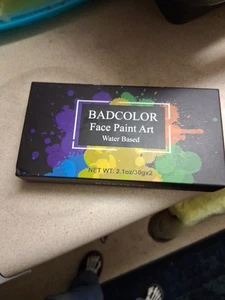 BADCOLOR
Face Paint Art
Water Based
NET WT: 2.1oz/30gx2